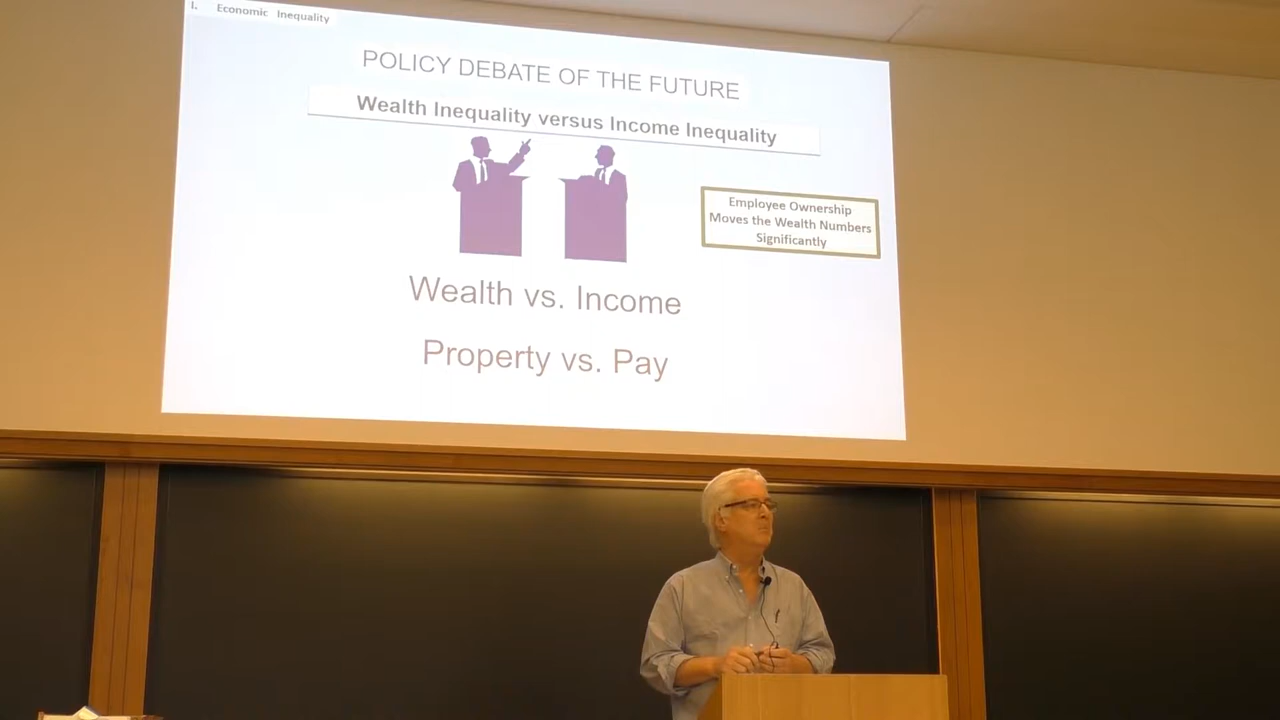 I. Economic Inequality
POLICY DEBATE OF THE FUTURE
Wealth Inequality versus Income Inequality
Employee Ownership
Moves the Wealth Numbers
Significantly
Wealth vs. Income
Property vs. Pay